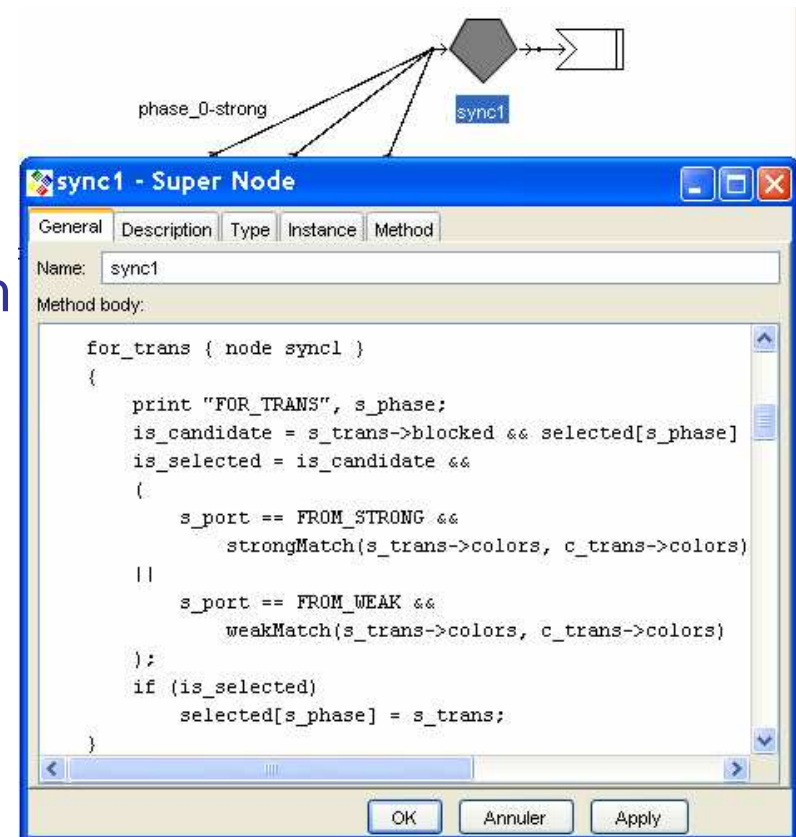 phase_0-strong
sync1
sync1 - Super Node
General Description Type Instance Method
Name: sync1
Method body:
for_trans { node sync1 }
{
print "FOR_TRANS", s_phase;
is_candidate = s_trans->blocked && selected[s_phase]
is_selected = is_candidate &&
(
s_port == FROM_STRONG &&
strongMatch(s_trans->colors, c_trans->colors)
||
s_port == FROM_WEAK &&
weakMatch(s_trans->colors, c_trans->colors)
);
if (is_selected)
selected[s_phase] = s_trans;
}
OK Annuler Apply